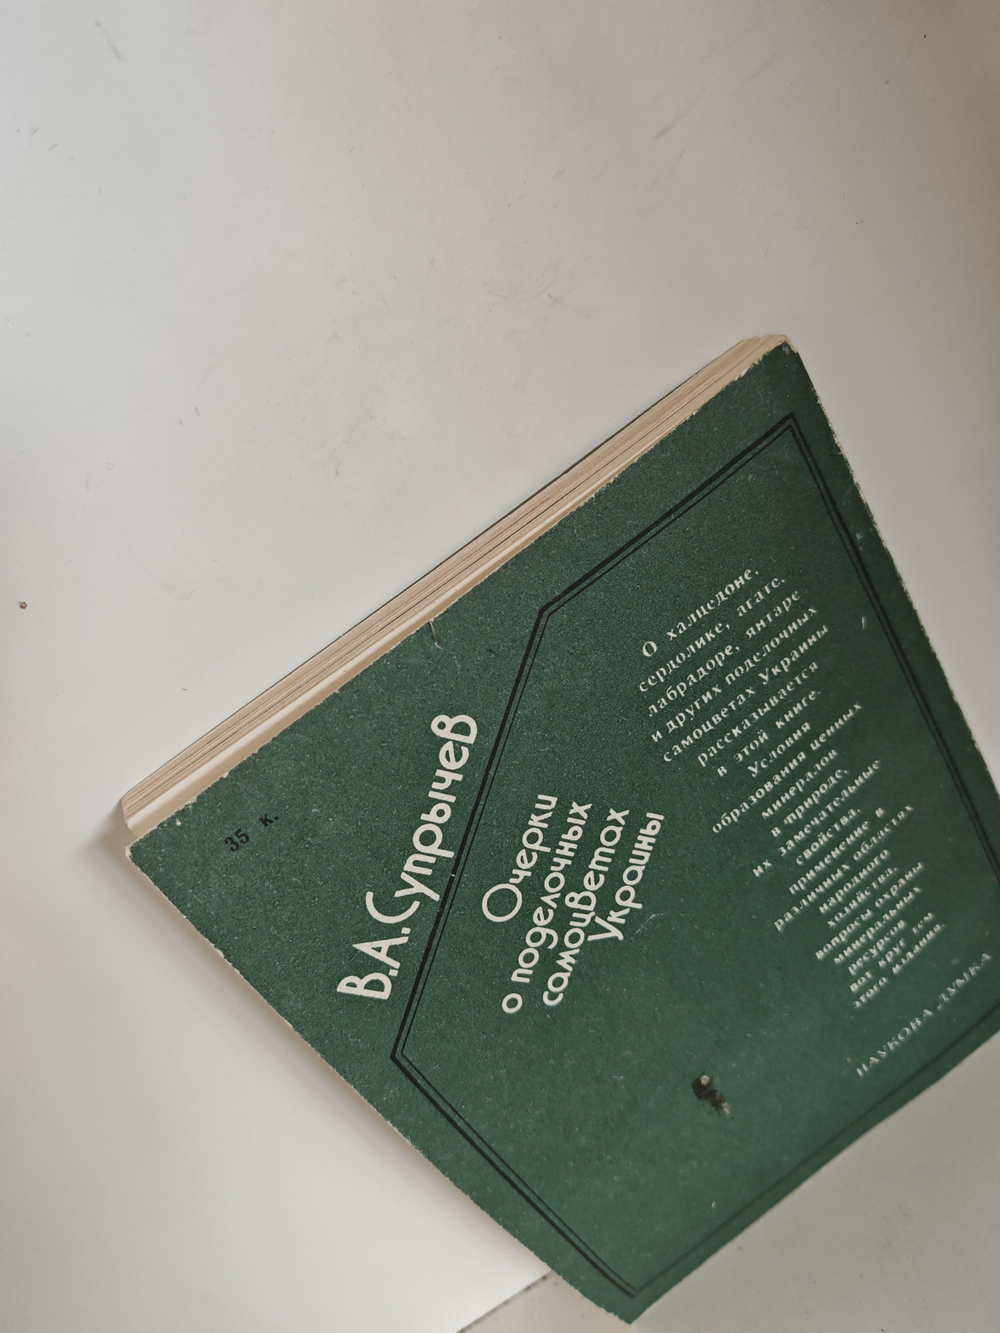 35 к.
В.А.Супрычев
Очерки
о поделочных
самоцветах
Украины
О халцедоне,
сердолике, агате,
лабрадоре, янтаре
и других поделочных
самоцветах Украины
рассказывается
в этой книге.
Условия
образования ценных
минералов
в природе,
их замечательные
свойства,
применение в
различных областях
народного
хозяйства,
вопросы охраны
минеральных
ресурсов —
вот круг тем
этого издания.
НАУКОВА ДУМКА